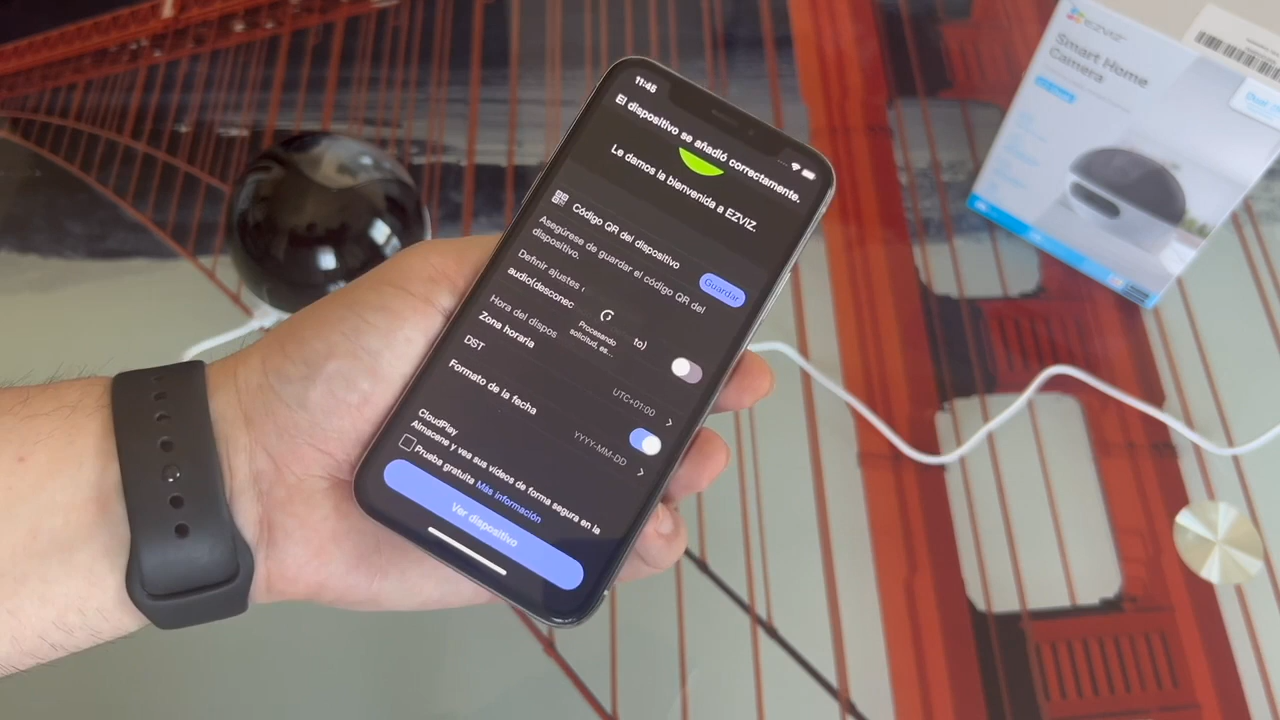 11:45
El dispositivo se añadió correctamente.
Le damos la bienvenida a EZVIZ.
Código QR del dispositivo
Asegúrese de guardar el código QR del
dispositivo.
Guardar
Definir ajustes
audio(desconec
to)
Procesando
solicitud, es...
Hora del dispos
Zona horaria
UTC+01:00
DST
Formato de la fecha
YYYY-MM-DD
CloudPlay
Almacene y vea sus vídeos de forma segura en la
Prueba gratuita Más información
Ver dispositivo
EZVIZ
Smart Home
Camera